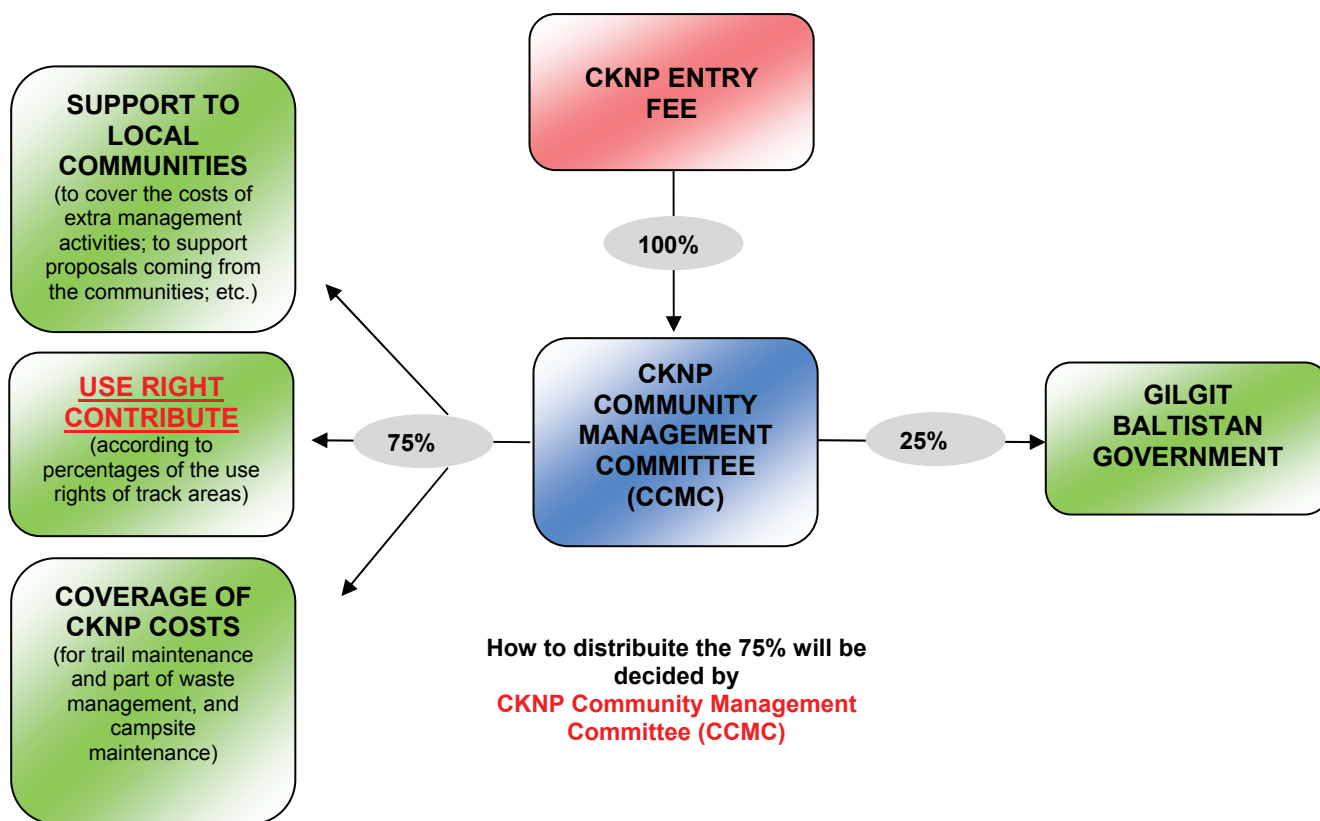 CKNP ENTRY
FEE
100%
SUPPORT TO
LOCAL
COMMUNITIES
(to cover the costs of
extra management
activities; to support
proposals coming from
the communities; etc.)
USE RIGHT
CONTRIBUTE
(according to
percentages of the use
rights of track areas)
COVERAGE OF
CKNP COSTS
(for trail maintenance
and part of waste
management, and
campsite
maintenance)
75%
CKNP
COMMUNITY
MANAGEMENT
COMMITTEE
(CCMC)
25%
GILGIT
BALTISTAN
GOVERNMENT
How to distribuite the 75% will be
decided by
CKNP Community Management
Committee (CCMC)